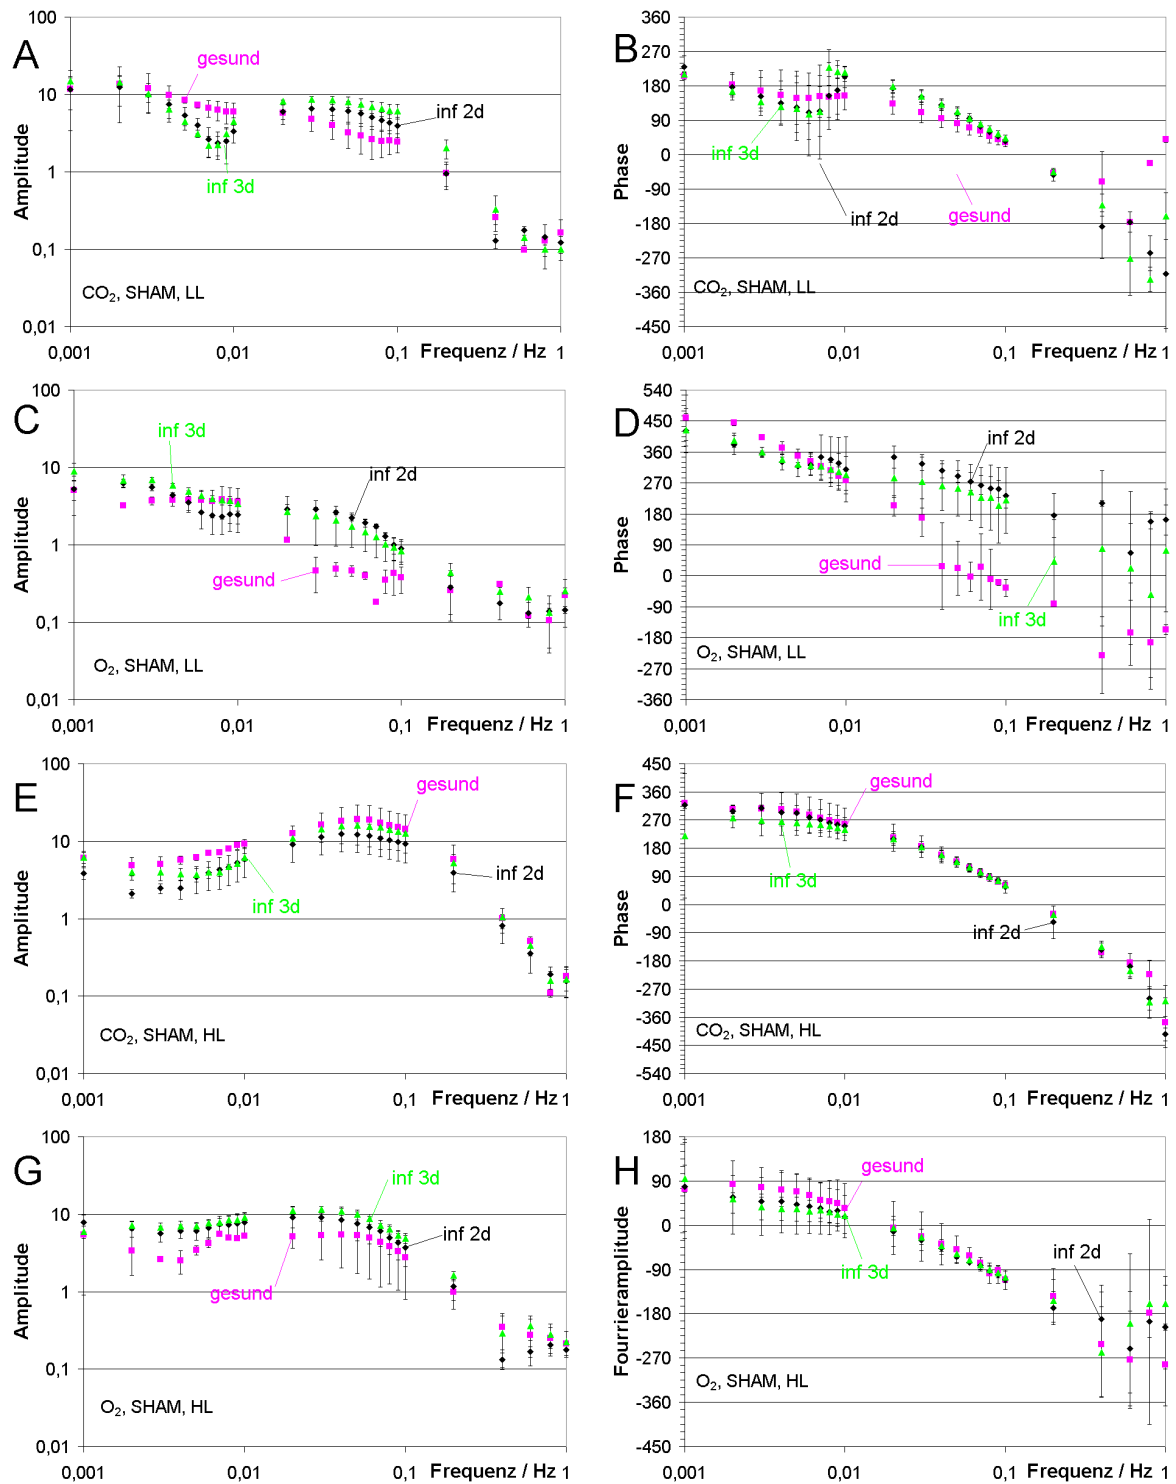 A
100
10
1
0,1
0,01
Amplitude
gesund
inf 2d
inf 3d
CO₂, SHAM, LL
0,001 0,01 0,1 Frequenz / Hz 1
B
360
270
180
90
0
-90
-180
-270
-360
-450
Phase
inf 3d
inf 2d
gesund
CO₂, SHAM, LL
0,001 0,01 0,1 Frequenz / Hz 1
C
100
10
1
0,1
0,01
Amplitude
inf 3d
inf 2d
gesund
O₂, SHAM, LL
0,001 0,01 0,1 Frequenz / Hz 1
D
540
450
360
270
180
90
0
-90
-180
-270
-360
Phase
inf 2d
gesund
inf 3d
O₂, SHAM, LL
0,001 0,01 0,1 Frequenz / Hz 1
E
100
10
1
0,1
0,01
Amplitude
gesund
inf 2d
inf 3d
CO₂, SHAM, HL
0,001 0,01 0,1 Frequenz / Hz 1
F
450
360
270
180
90
0
-90
-180
-270
-360
-450
-540
Phase
gesund
inf 3d
inf 2d
CO₂, SHAM, HL
0,001 0,01 0,1 Frequenz / Hz 1
G
100
10
1
0,1
0,01
Amplitude
inf 3d
inf 2d
gesund
O₂, SHAM, HL
0,001 0,01 0,1 Frequenz / Hz 1
H
180
90
0
-90
-180
-270
-360
-450
Fourrieramplitude
gesund
inf 2d
inf 3d
O₂, SHAM, HL
0,001 0,01 0,1 Frequenz / Hz 1